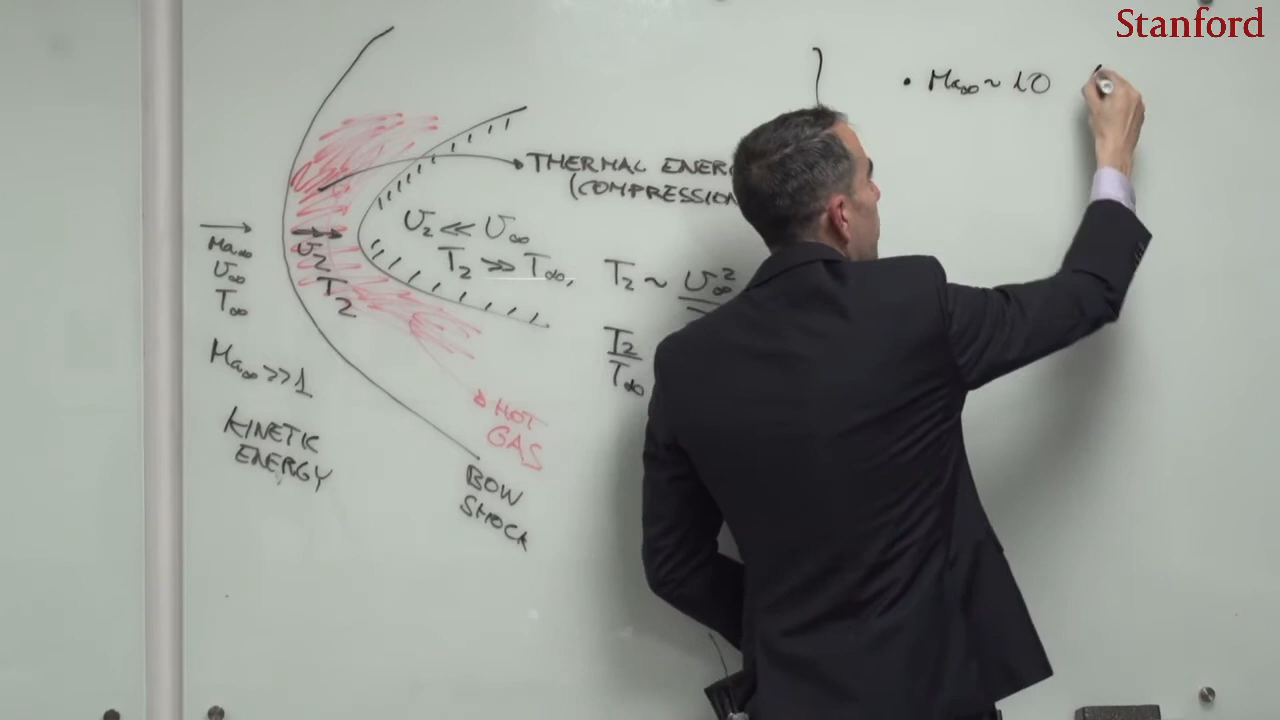 Stanford
• Ma∞ ~ 10
THERMAL
(COMPRESSION
U₂ << U∞
T₂ >> T∞,
Ma∞
U∞
T∞
U₂
T₂
T₂ ~ U∞²
T₂
T∞
Ma∞ >> 1
KINETIC
ENERGY
HOT
GAS
BOW
SHOCK